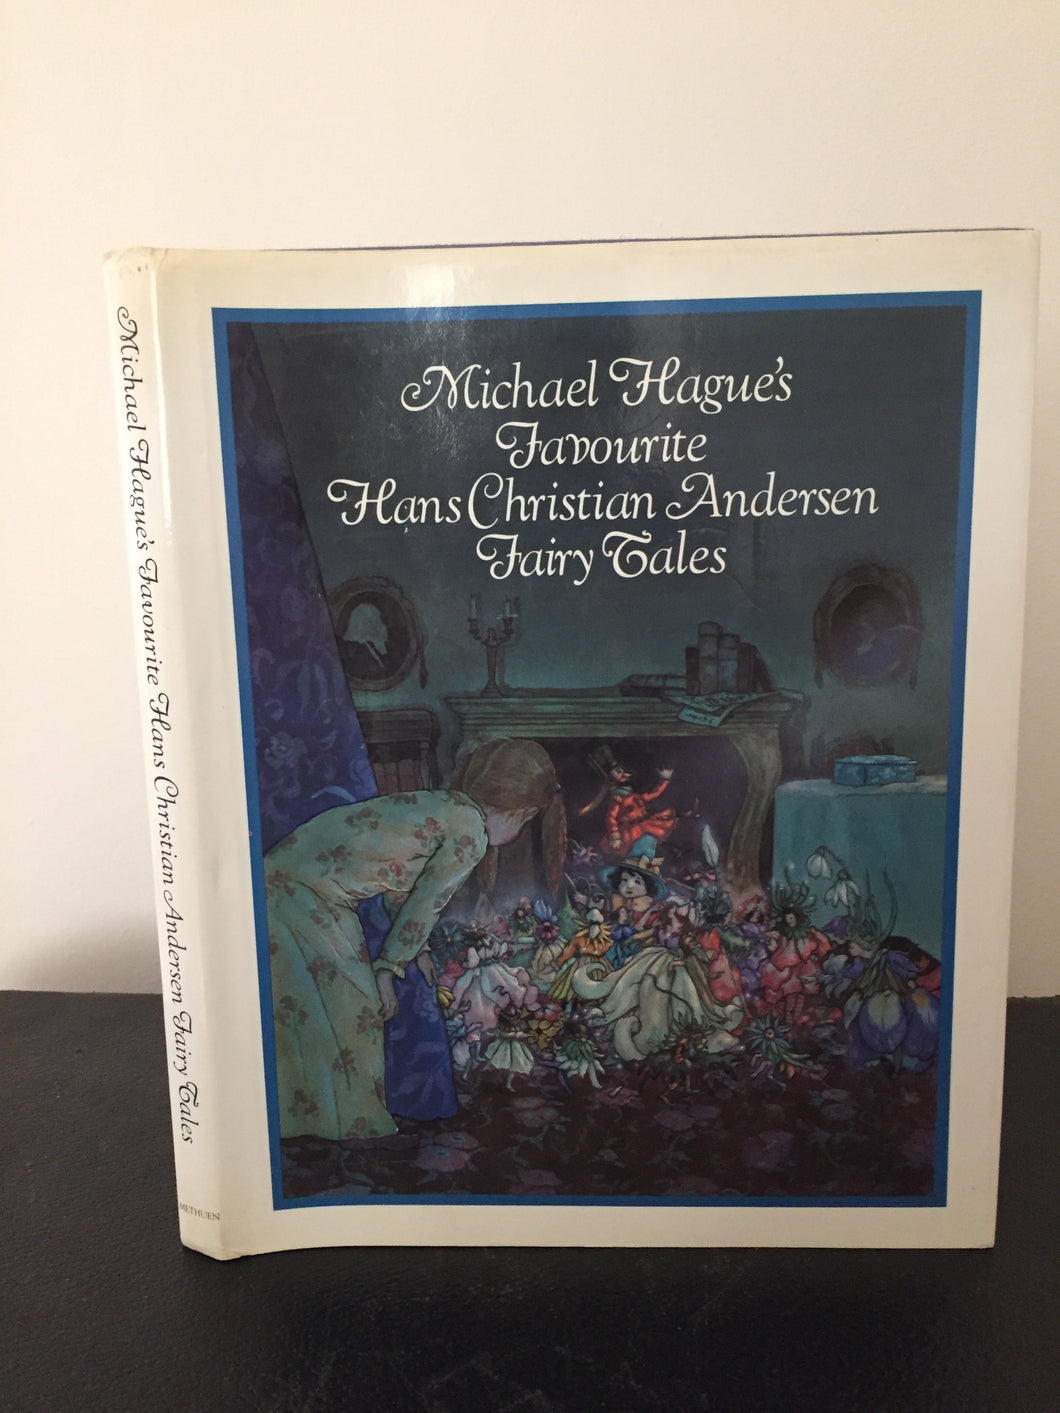 Michael Hague's
Favourite
Hans Christian Andersen
Fairy Tales
Michael Hague's Favourite Hans Christian Andersen Fairy Tales
METHUEN